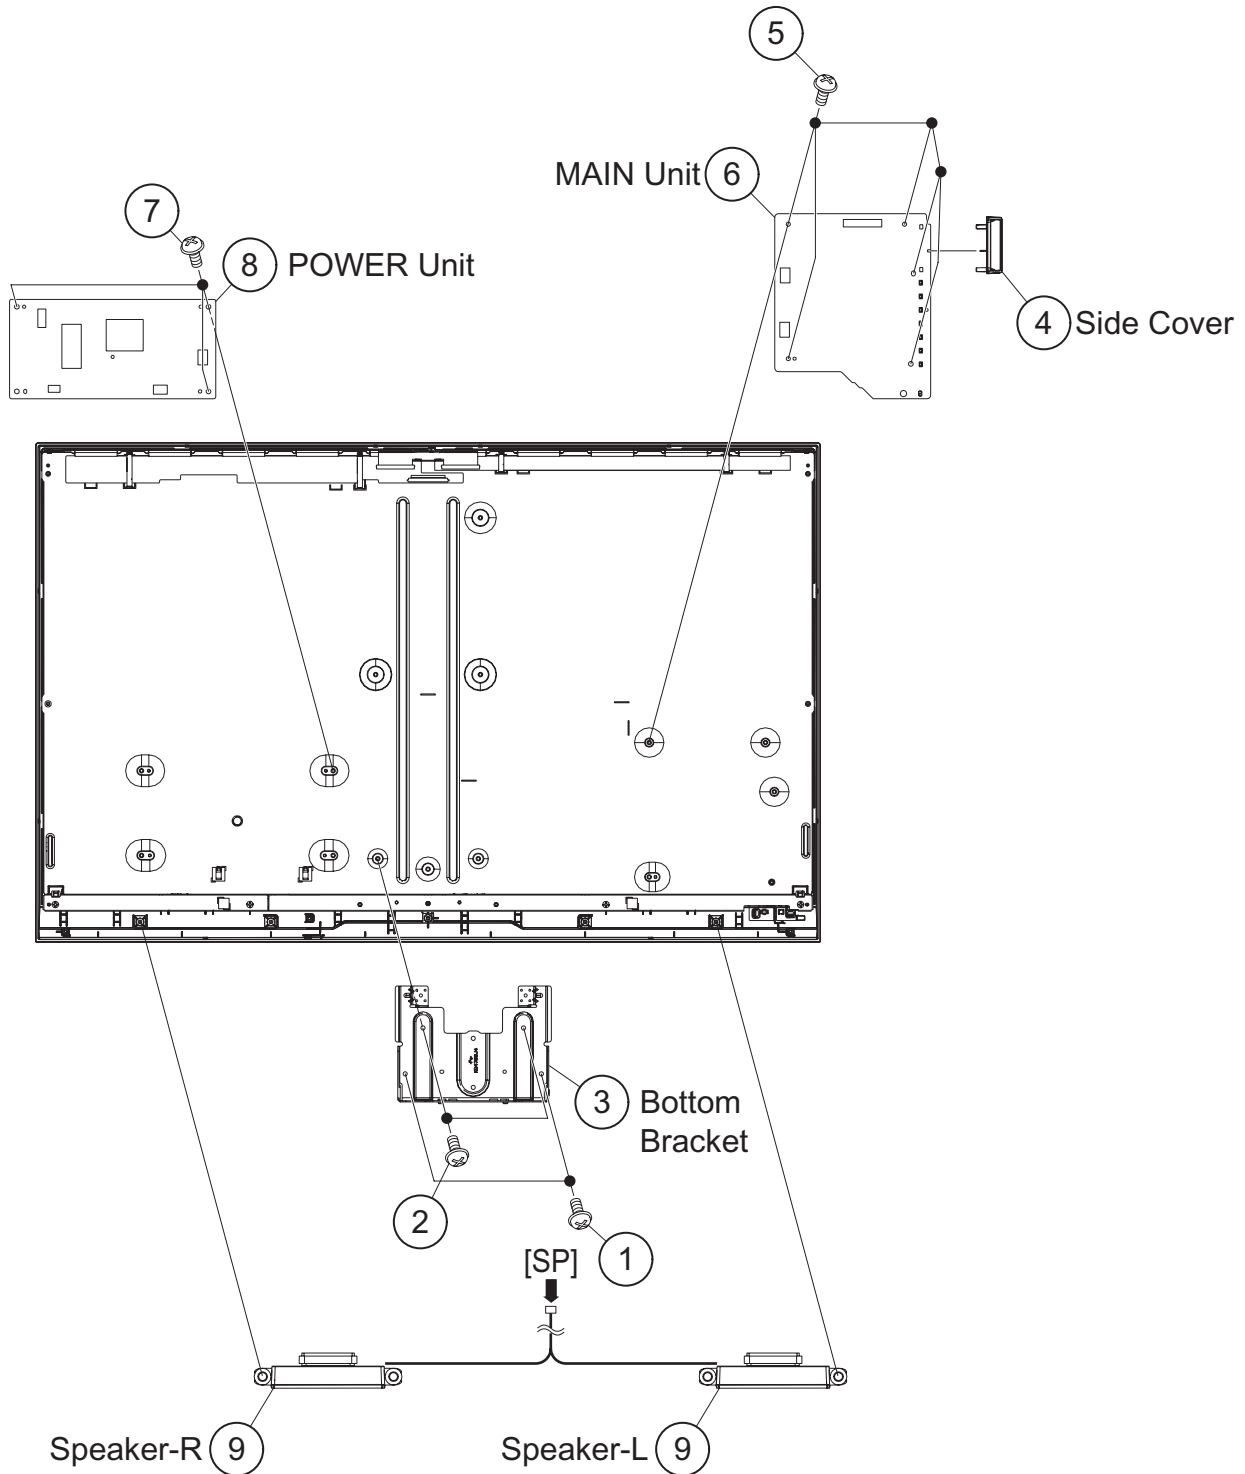 5
MAIN Unit 6
7
8 POWER Unit
4 Side Cover
3 Bottom
Bracket
2
1
[SP]
Speaker-R 9
Speaker-L 9